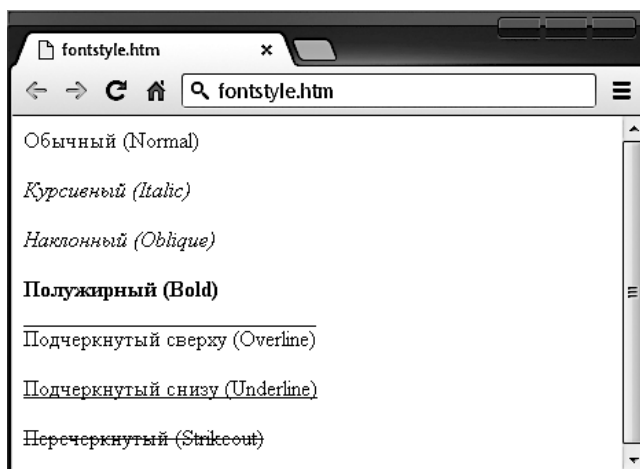 fontstyle.htm
fontstyle.htm
Обычный (Normal)
Курсивный (Italic)
Наклонный (Oblique)
Полужирный (Bold)
Подчеркнутый сверху (Overline)
Подчеркнутый снизу (Underline)
Перечеркнутый (Strikeout)